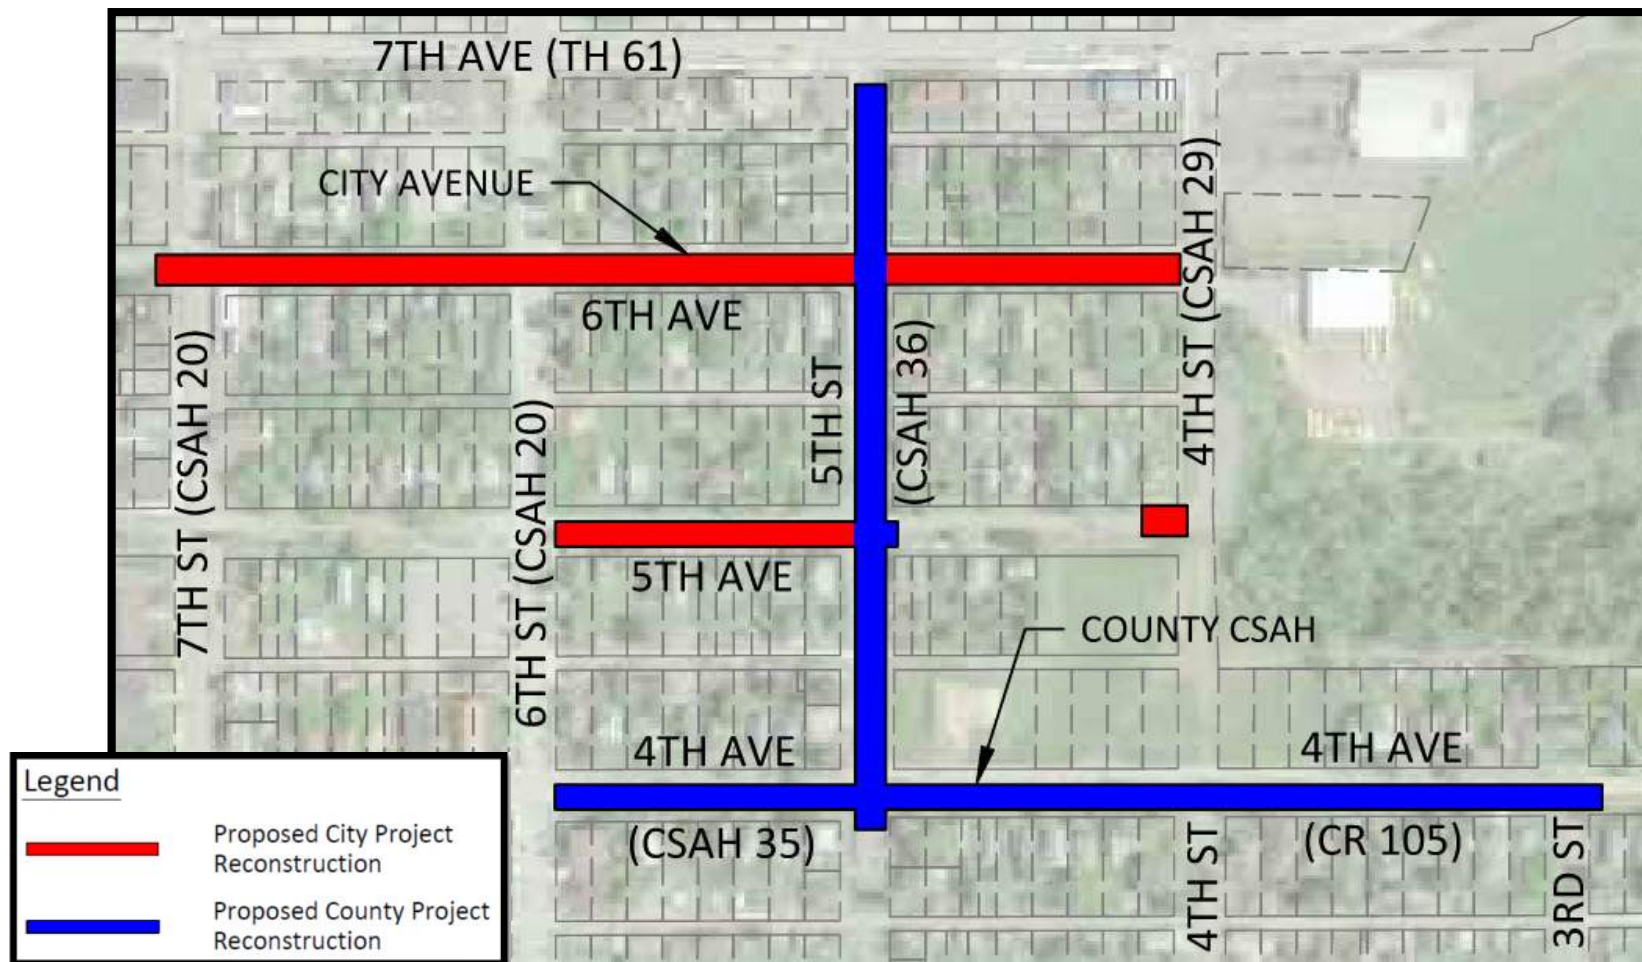 7TH AVE (TH 61)
CITY AVENUE
6TH AVE
7TH ST (CSAH 20)
6TH ST (CSAH 20)
5TH ST
(CSAH 36)
4TH ST (CSAH 29)
5TH AVE
COUNTY CSAH
4TH AVE
4TH AVE
(CSAH 35)
(CR 105)
4TH ST
3RD ST
Legend
Proposed City Project
Reconstruction
Proposed County Project
Reconstruction